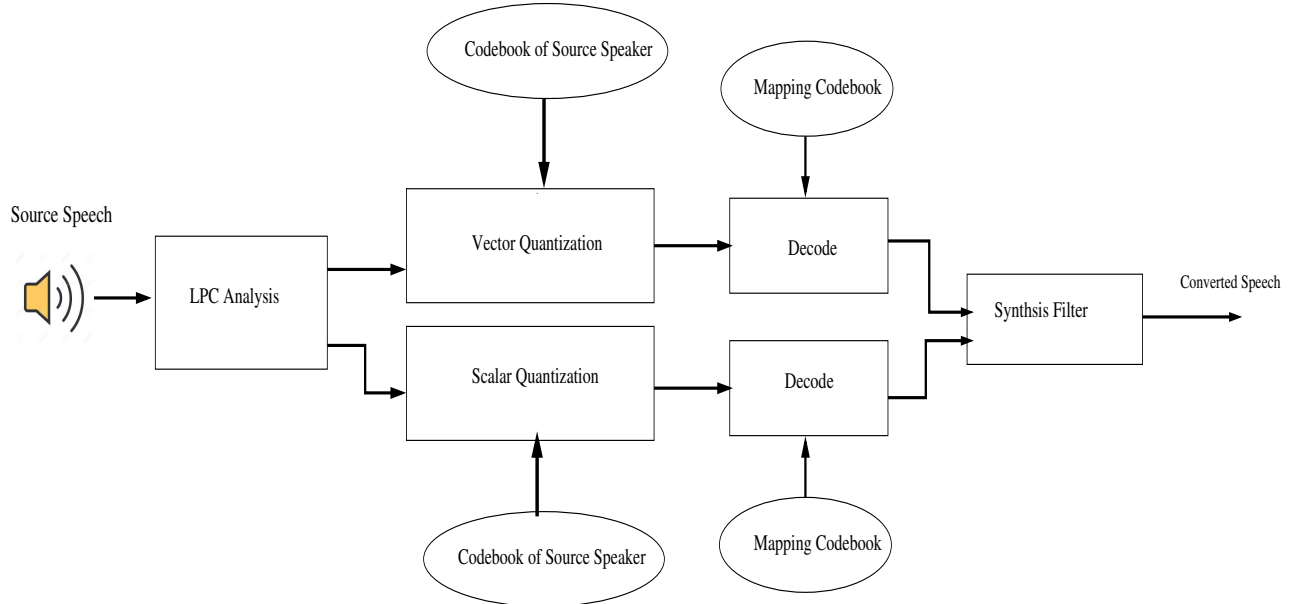 Codebook of Source Speaker
Mapping Codebook
Source Speech
Vector Quantization
Decode
LPC Analysis
Converted Speech
Synthsis Filter
Scalar Quantization
Decode
Codebook of Source Speaker
Mapping Codebook